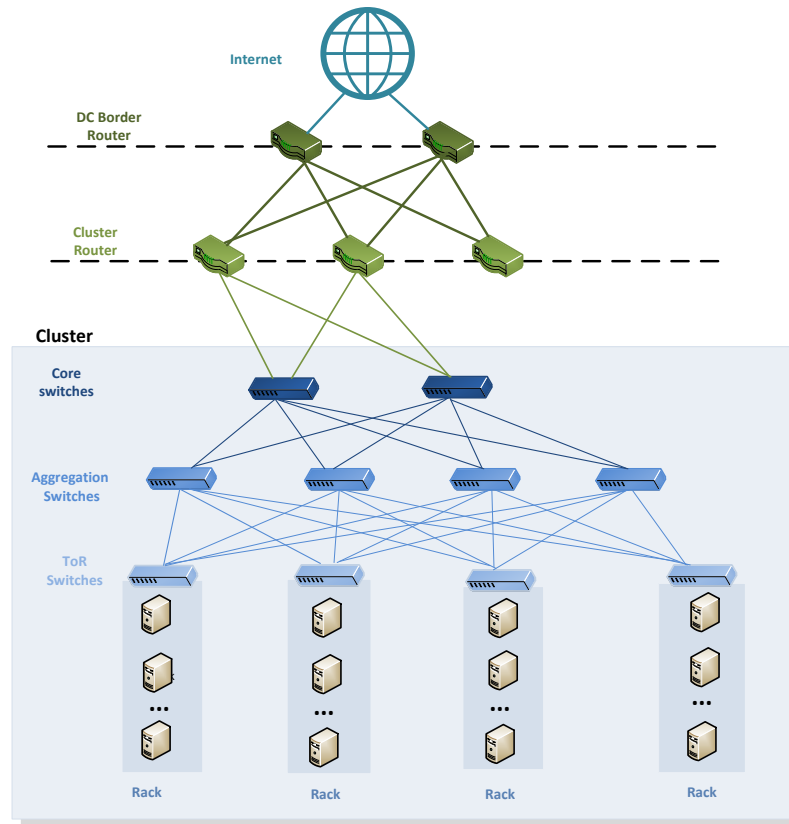 Internet
DC Border
Router
Cluster
Router
Cluster
Core
switches
Aggregation
Switches
ToR
Switches
...
...
...
...
Rack
Rack
Rack
Rack